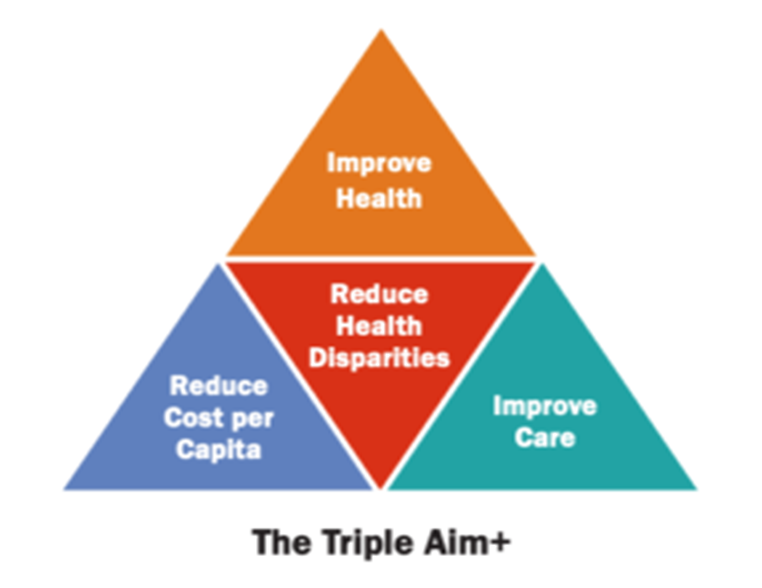 Improve
Health
Reduce
Health
Disparities
Reduce
Cost per
Capita
Improve
Care
The Triple Aim+